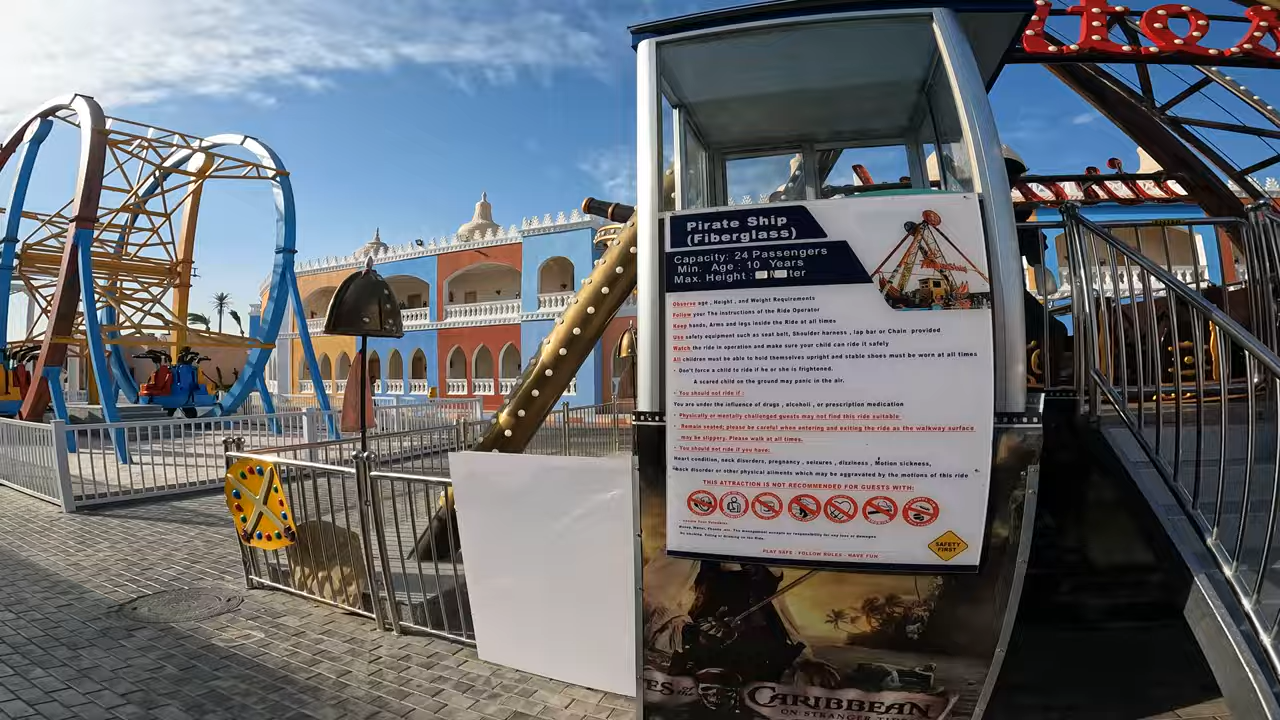 Pirate Ship
(Fiberglass)
Capacity: 24 Passengers
Min. Age : 10 Years
Max. Height: ter
Observe age , Height , and Weight Requirements
Follow your The instructions of the Ride Operator
Keep hands, Arms and legs inside the Ride at all times
Use safety equipment such as seat belt, Shoulder harness , lap bar or Chain provided
Watch the ride in operation and make sure your child can ride it safely
All children must be able to hold themselves upright and stable shoes must be worn at all times
- Don't force a child to ride if he or she is frightened.
A scared child on the ground may panic in the air.
- You should not ride if :
You are under the influence of drugs , alcoholi , or prescription medication
- Physically or mentally challenged guests may not find this ride suitable
- Remain seated; please be careful when entering and exiting the ride as the walkway surface
may be slippery. Please walk at all times.
- You should not ride if you have:
Heart condition, neck disorders, pregnancy , seizures , dizziness , Motion sickness,
back disorder or other physical ailments which may be aggravated by the motions of this ride
THIS ATTRACTION IS NOT RECOMMENDED FOR GUESTS WITH:
SAFETY
FIRST
PLAY SAFE - FOLLOW RULES - HAVE FUN
CARIBBEAN